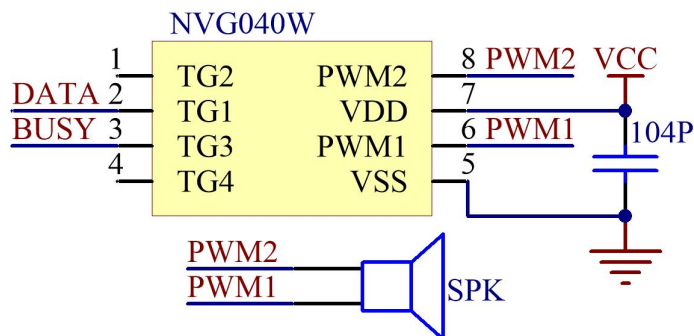 NVG040W
1 TG2 PWM2 8 PWM2 VCC
DATA 2 TG1 VDD 7
BUSY 3 TG3 PWM1 6 PWM1 104P
4 TG4 VSS 5
PWM2
PWM1 SPK